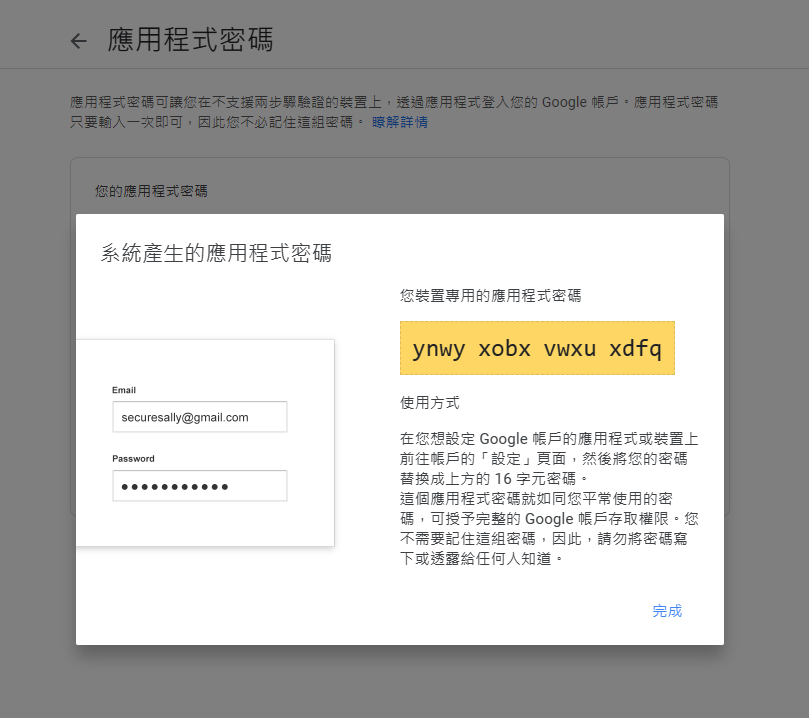 應用程式密碼
應用程式密碼可讓您在不支援兩步驟驗證的裝置上，透過應用程式登入您的 Google 帳戶。應用程式密碼
只要輸入一次即可，因此您不必記住這組密碼。 瞭解詳情
您的應用程式密碼
系統產生的應用程式密碼
Email
securesally@gmail.com
Password
您裝置專用的應用程式密碼
ynwy xobx vwxu xdfq
使用方式
在您想設定 Google 帳戶的應用程式或裝置上
前往帳戶的「設定」頁面，然後將您的密碼
替換成上方的 16 字元密碼。
這個應用程式密碼就如同您平常使用的密
碼，可授予完整的 Google 帳戶存取權限。您
不需要記住這組密碼，因此，請勿將密碼寫
下或透露給任何人知道。
完成